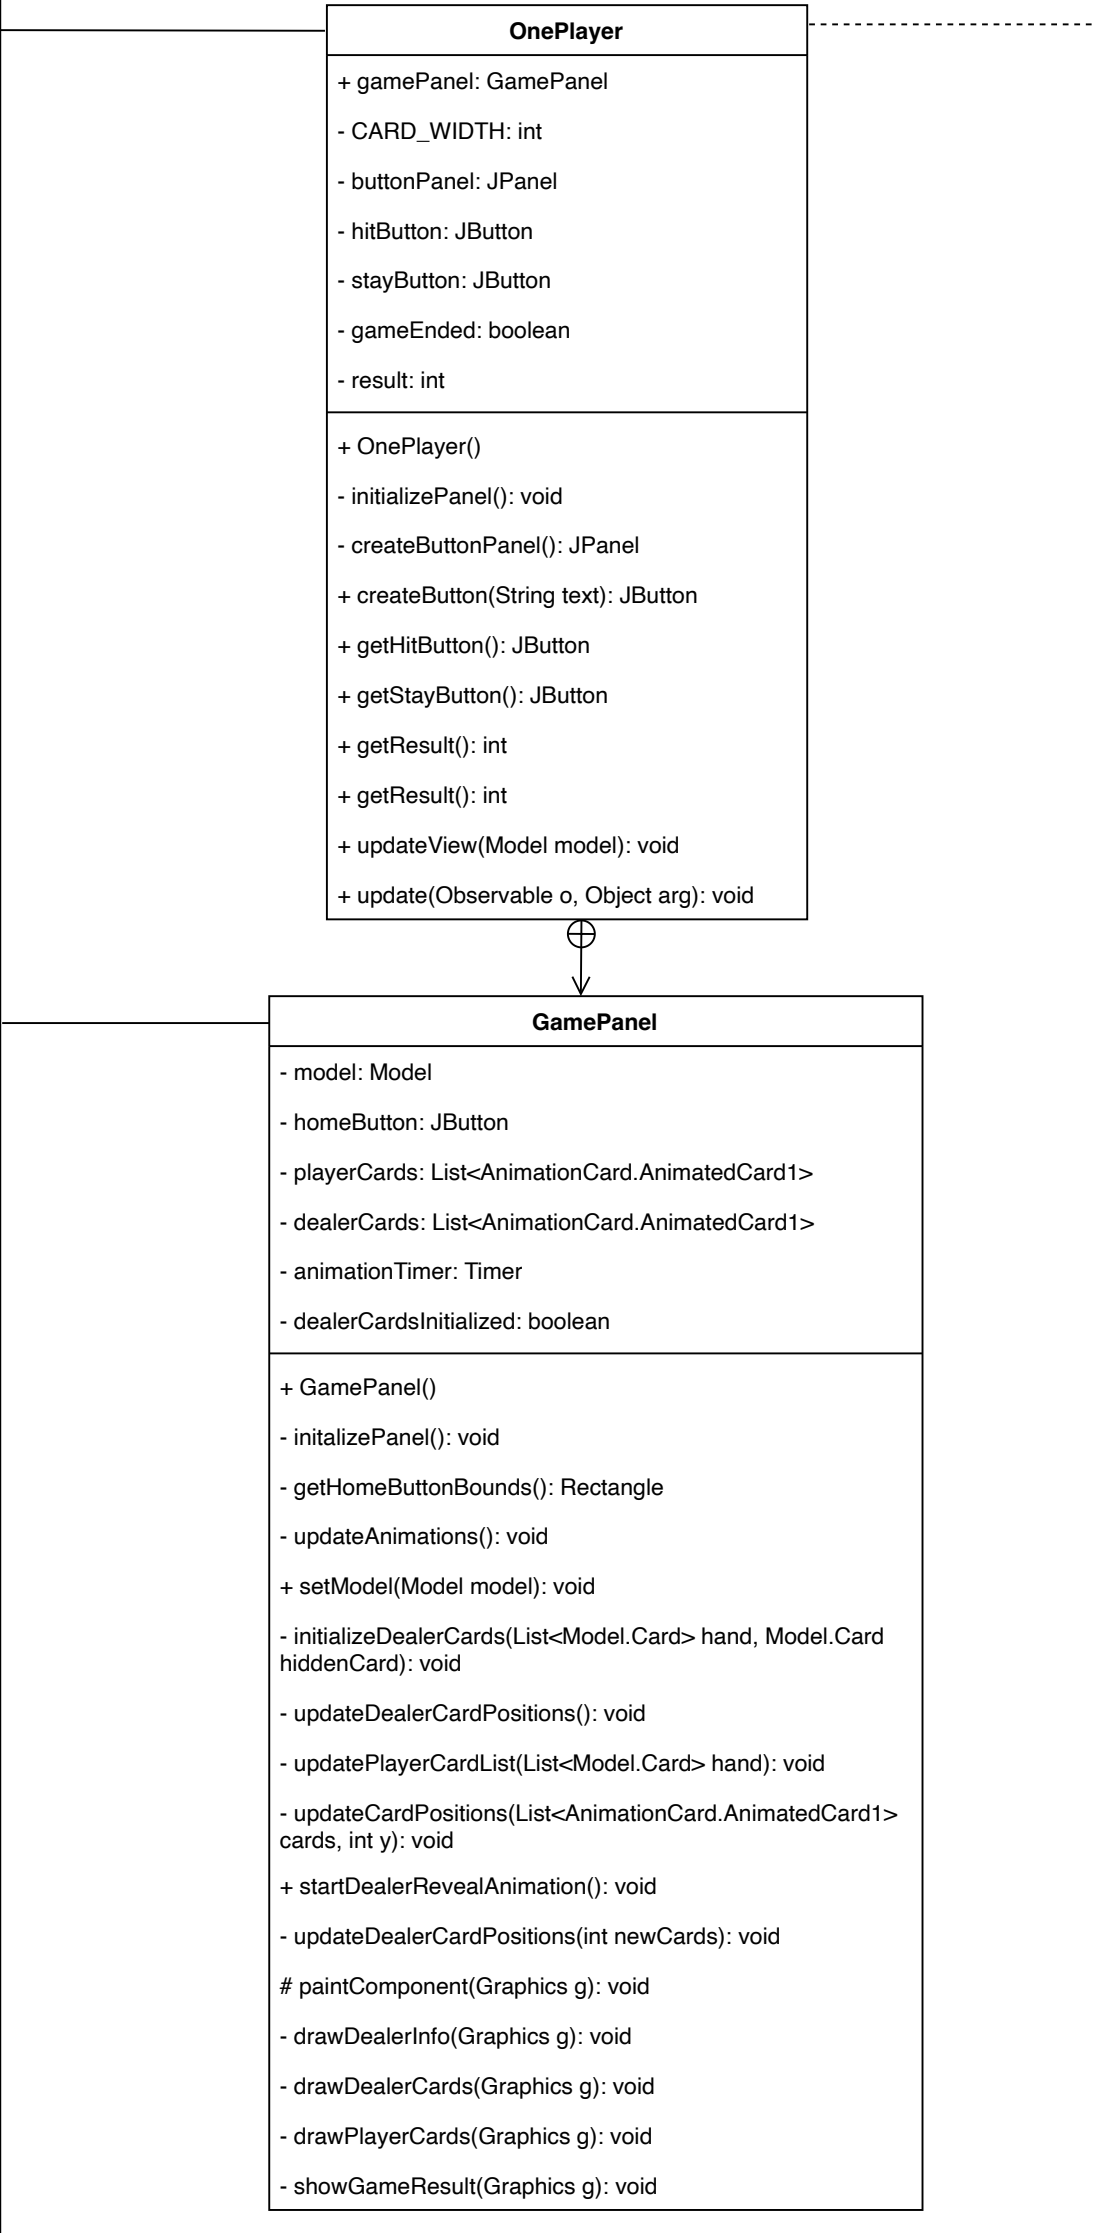 OnePlayer
+ gamePanel: GamePanel
- CARD_WIDTH: int
- buttonPanel: JPanel
- hitButton: JButton
- stayButton: JButton
- gameEnded: boolean
- result: int
+ OnePlayer()
- initializePanel(): void
- createButtonPanel(): JPanel
+ createButton(String text): JButton
+ getHitButton(): JButton
+ getStayButton(): JButton
+ getResult(): int
+ getResult(): int
+ updateView(Model model): void
+ update(Observable o, Object arg): void
GamePanel
- model: Model
- homeButton: JButton
- playerCards: List<AnimationCard.AnimatedCard1>
- dealerCards: List<AnimationCard.AnimatedCard1>
- animationTimer: Timer
- dealerCardsInitialized: boolean
+ GamePanel()
- initalizePanel(): void
- getHomeButtonBounds(): Rectangle
- updateAnimations(): void
+ setModel(Model model): void
- initializeDealerCards(List<Model.Card> hand, Model.Card
hiddenCard): void
- updateDealerCardPositions(): void
- updatePlayerCardList(List<Model.Card> hand): void
- updateCardPositions(List<AnimationCard.AnimatedCard1>
cards, int y): void
+ startDealerRevealAnimation(): void
- updateDealerCardPositions(int newCards): void
# paintComponent(Graphics g): void
- drawDealerInfo(Graphics g): void
- drawDealerCards(Graphics g): void
- drawPlayerCards(Graphics g): void
- showGameResult(Graphics g): void